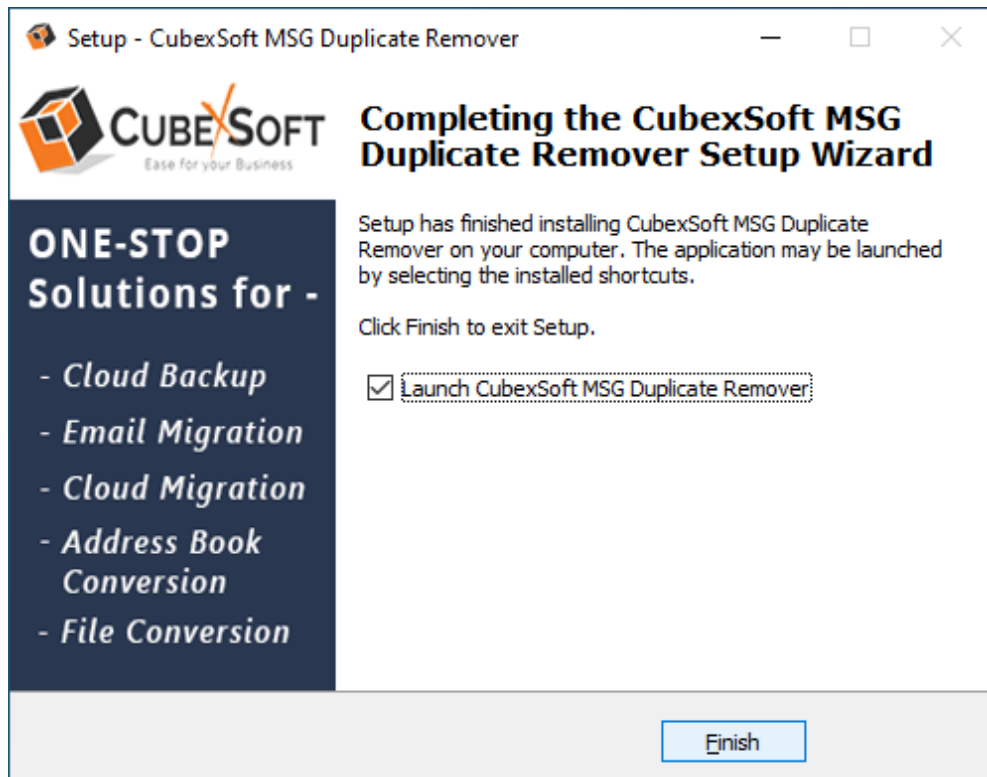 Setup - CubexSoft MSG Duplicate Remover
CUBEXSOFT
Ease for your Business
Completing the CubexSoft MSG
Duplicate Remover Setup Wizard
ONE-STOP
Solutions for -
- Cloud Backup
- Email Migration
- Cloud Migration
- Address Book
Conversion
- File Conversion
Setup has finished installing CubexSoft MSG Duplicate
Remover on your computer. The application may be launched
by selecting the installed shortcuts.
Click Finish to exit Setup.
Launch CubexSoft MSG Duplicate Remover
Finish